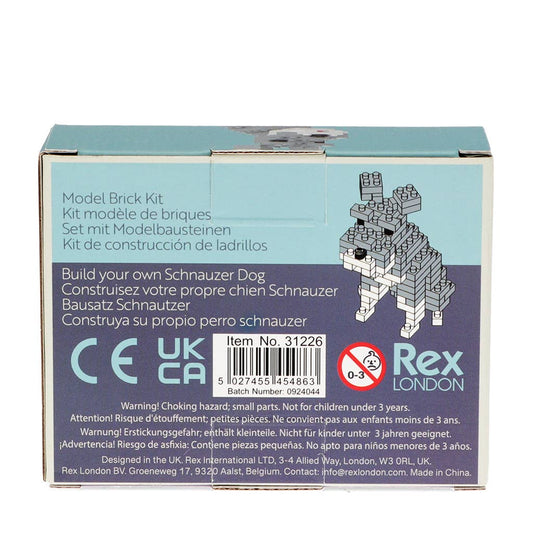 Model Brick Kit
Kit modèle de briques
Set mit Modelbausteinen
Kit de construcción de ladrillos
Build your own Schnauzer Dog
Construisez votre propre chien Schnauzer
Bausatz Schnautzer
Construya su propio perro schnauzer
CE
UK
CA
Item No. 31226
5 027455 454863
Batch Number: 0924044
0-3
Rex
LONDON
Warning! Choking hazard; small parts. Not for children under 3 years.
Attention! Risque d'étouffement; petites pièces. Ne convient pas aux enfants moins de 3 ans.
Warnung! Erstickungsgefahr; enthält kleinteile. Nicht für kinder unter 3 jahren geeignet.
¡Advertencia! Riesgo de asfixia: Contiene piezas pequeñas. No apto para niños menores de 3 años.
Designed in the UK. Rex International LTD, 3-4 Allied Way, London, W3 0RL, UK.
Rex London BV. Groeneweg 17, 9320 Aalst, Belgium. Contact: info@rexlondon.com. Made in China.